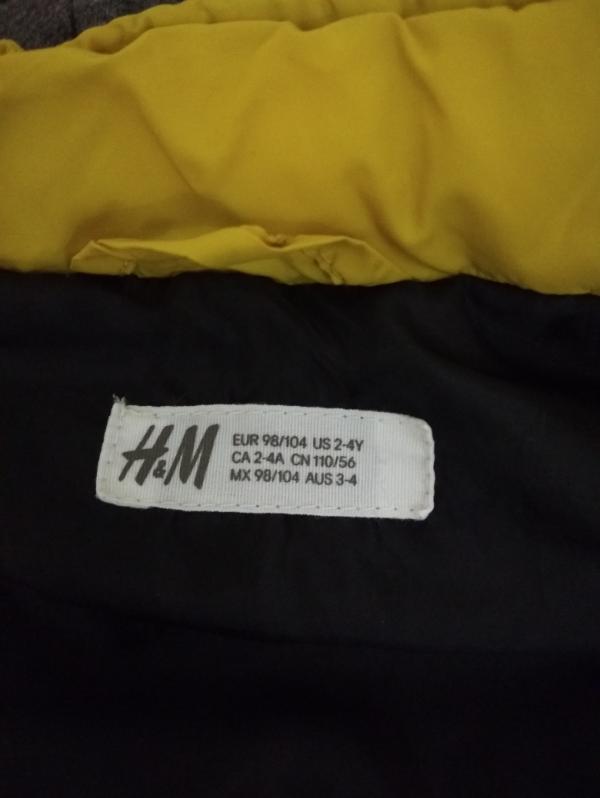 H&M
EUR 98/104 US 2-4Y
CA 2-4A CN 110/56
MX 98/104 AUS 3-4